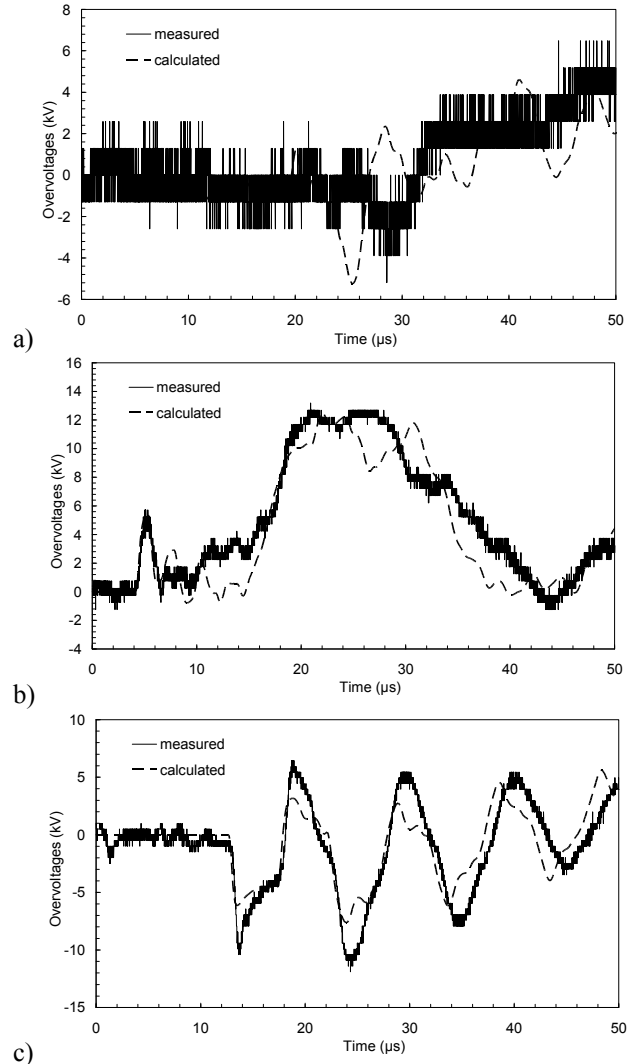 8
6
4
2
0
-2
-4
-6
Overvoltages (kV)
measured
calculated
0 10 20 30 40 50
Time (μs)
a)
16
14
12
10
8
6
4
2
0
-2
-4
Overvoltages (kV)
measured
calculated
0 10 20 30 40 50
Time (μs)
b)
10
5
0
-5
-10
-15
Overvoltages (kV)
measured
calculated
0 10 20 30 40 50
Time (μs)
c)